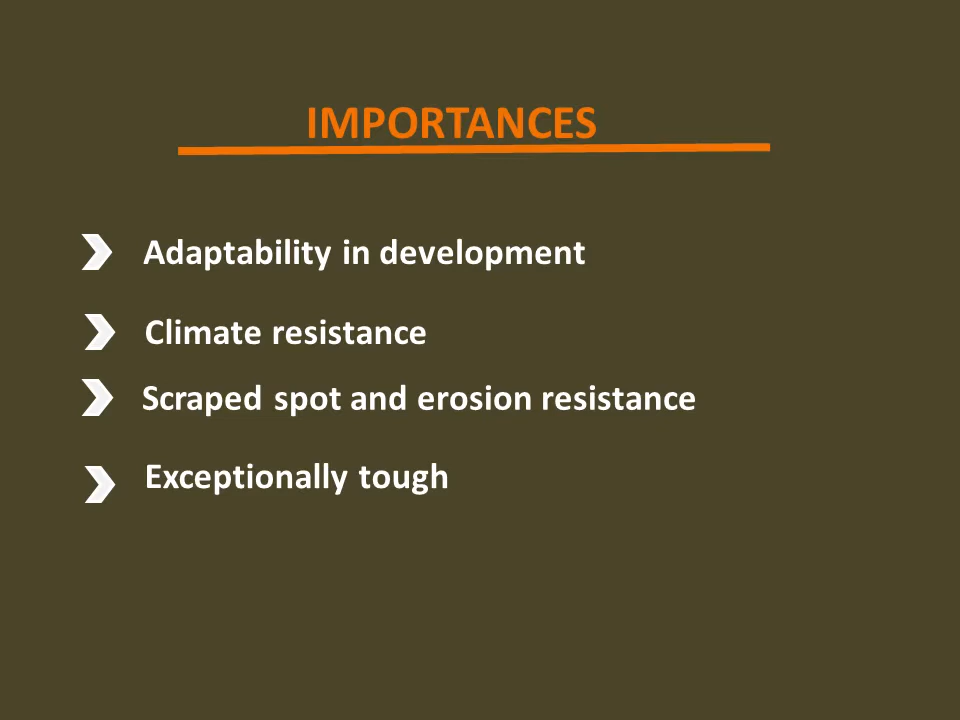 IMPORTANCES
Adaptability in development
Climate resistance
Scraped spot and erosion resistance
Exceptionally tough